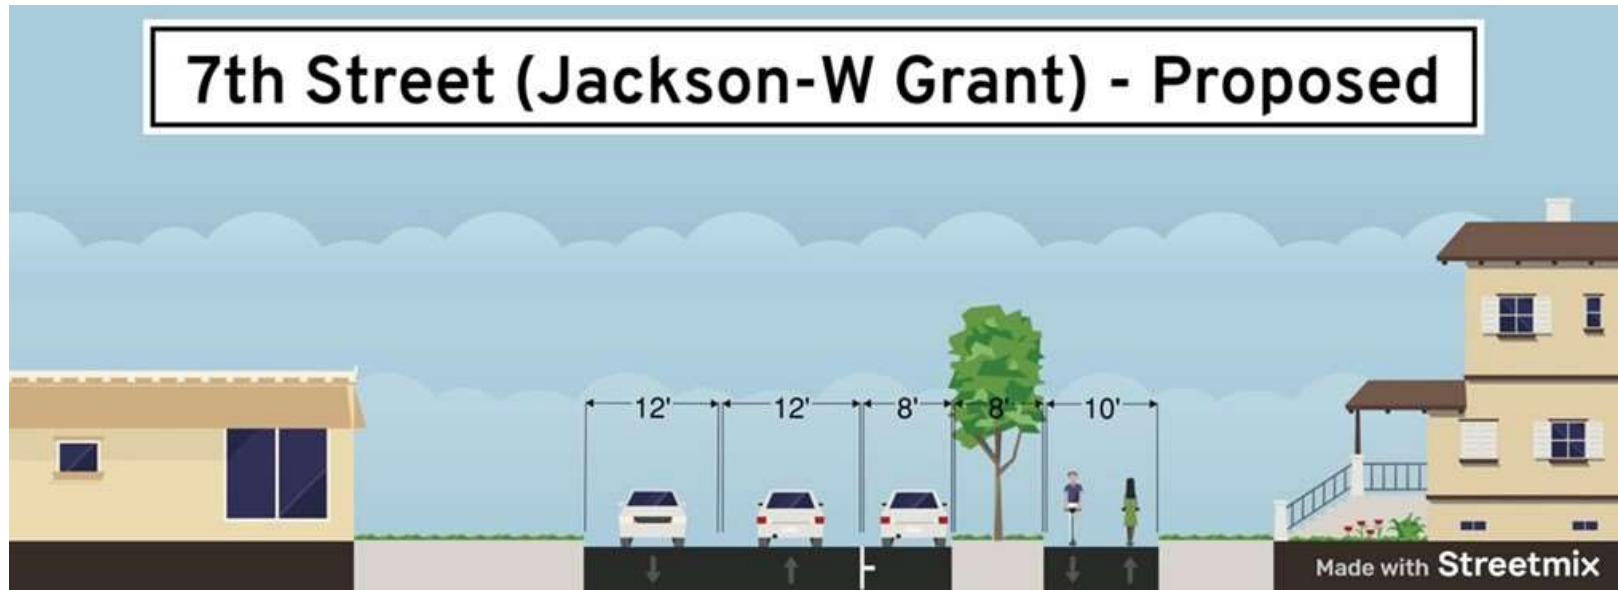 7th Street (Jackson-W Grant) - Proposed
12' 12' 8' 8' 10'
Made with Streetmix